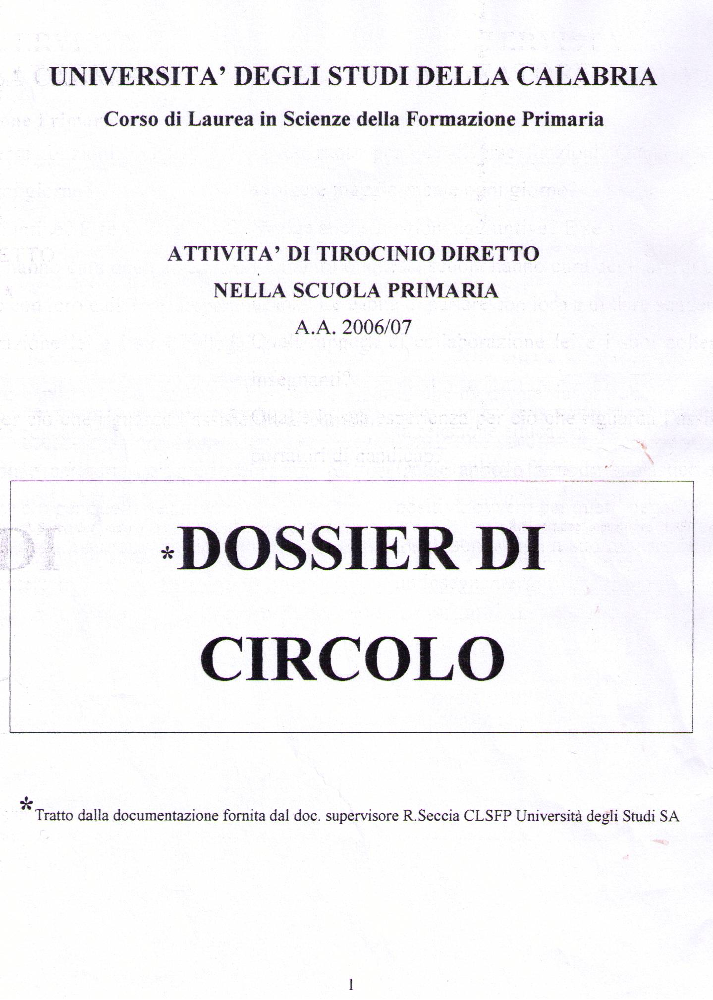 UNIVERSITA’ DEGLI STUDI DELLA CALABRIA
Corso di Laurea in Scienze della Formazione Primaria
ATTIVITA’ DI TIROCINIO DIRETTO
NELLA SCUOLA PRIMARIA
A.A. 2006/07
*DOSSIER DI
CIRCOLO
*Tratto dalla documentazione fornita dal doc. supervisore R.Seccia CLSFP Università degli Studi SA
1